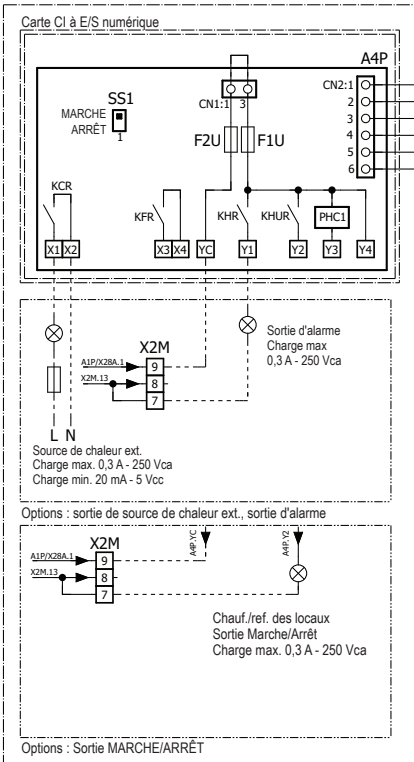 Carte CI à E/S numérique
A4P
CN2:1
2
3
4
5
6
SS1
MARCHE
ARRÊT
1
CN1:1 3
F2U F1U
KCR
KFR
KHR
KHUR
PHC1
X1 X2 X3 X4 YC Y1 Y2 Y3 Y4
Sortie d'alarme
Charge max
0,3 A - 250 Vca
X2M
A1P/X28A.1
9
X2M.13
8
7
L N
Source de chaleur ext.
Charge max. 0,3 A - 250 Vca
Charge min. 20 mA - 5 Vcc
Options : sortie de source de chaleur ext., sortie d'alarme
A4P.YC
A4P.Y2
X2M
A1P/X28A.1
9
X2M.13
8
7
Chauf./ref. des locaux
Sortie Marche/Arrêt
Charge max. 0,3 A - 250 Vca
Options : Sortie MARCHE/ARRÊT